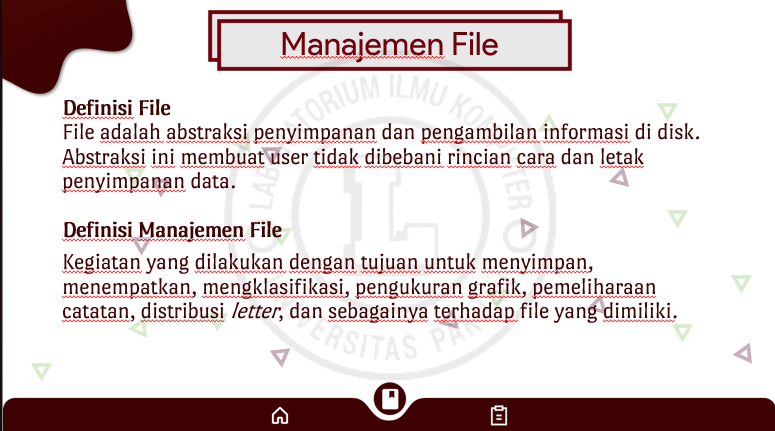 Manajemen File
Definisi File
File adalah abstraksi penyimpanan dan pengambilan informasi di disk.
Abstraksi ini membuat user tidak dibebani rincian cara dan letak
penyimpanan data.
Definisi Manajemen File
Kegiatan yang dilakukan dengan tujuan untuk menyimpan,
menempatkan, mengklasifikasi, pengukuran grafik, pemeliharaan
catatan, distribusi letter, dan sebagainya terhadap file yang dimiliki.
LABORATORIUM ILMU KOMPUTER
UNIVERSITAS